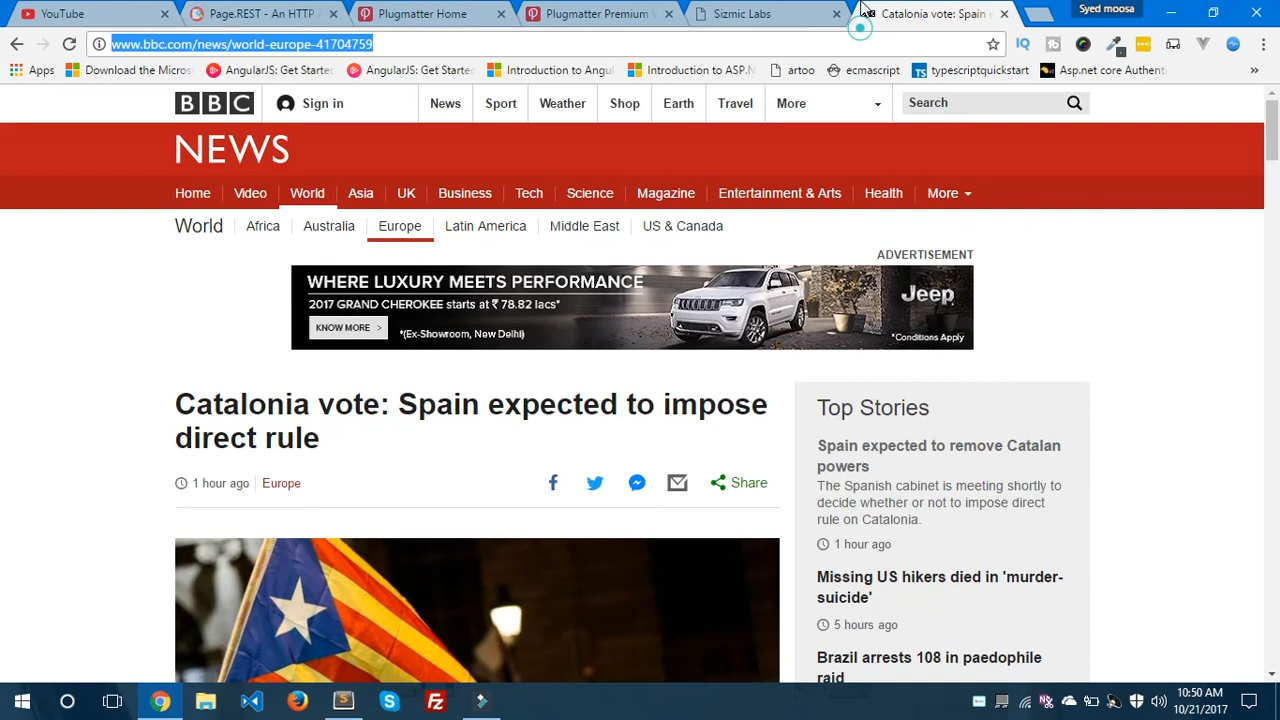 YouTube
Page.REST - An HTTP A
Plugmatter Home
Plugmatter Premium V
Sizmic Labs
Catalonia vote: Spain e
Syed moosa
www.bbc.com/news/world-europe-41704759
Apps
Download the Micros
AngularJS: Get Starte
AngularJS: Get Starte
Introduction to Angu
Introduction to ASP.N
artoo
ecmascript
typescriptquickstart
Asp.net core Authenti
BBC
Sign in
News
Sport
Weather
Shop
Earth
Travel
More
Search
NEWS
Home
Video
World
Asia
UK
Business
Tech
Science
Magazine
Entertainment & Arts
Health
More
World
Africa
Australia
Europe
Latin America
Middle East
US & Canada
ADVERTISEMENT
WHERE LUXURY MEETS PERFORMANCE
2017 GRAND CHEROKEE starts at ₹ 78.82 lacs*
KNOW MORE >
*(Ex-Showroom, New Delhi)
Jeep
*Conditions Apply
Catalonia vote: Spain expected to impose
direct rule
1 hour ago
Europe
Share
Top Stories
Spain expected to remove Catalan
powers
The Spanish cabinet is meeting shortly to
decide whether or not to impose direct
rule on Catalonia.
1 hour ago
Missing US hikers died in 'murder-
suicide'
5 hours ago
Brazil arrests 108 in paedophile
raid
10:50 AM
10/21/2017